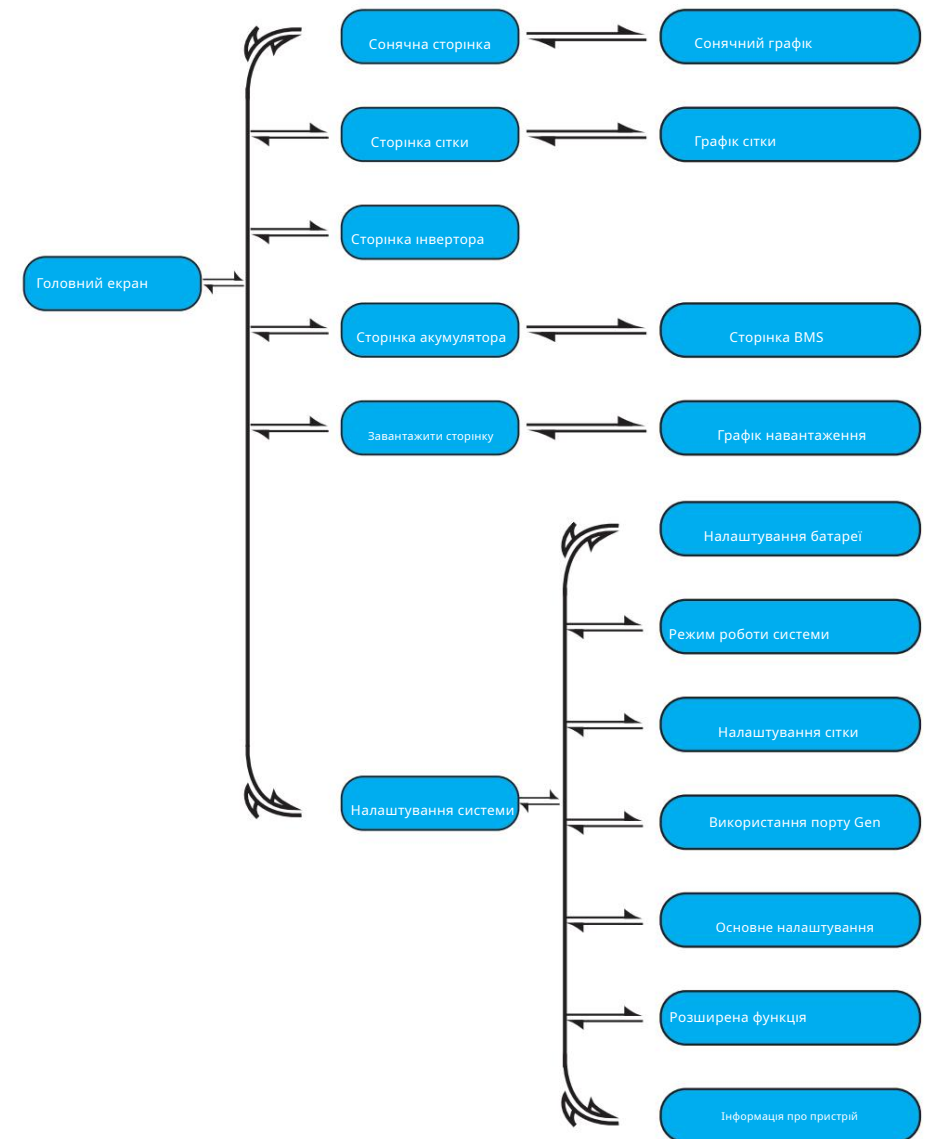 Сонячна сторінка
Сонячний графік
Сторінка сітки
Графік сітки
Сторінка інвертора
Головний екран
Сторінка акумулятора
Сторінка BMS
Завантажити сторінку
Графік навантаження
Налаштування батареї
Режим роботи системи
Налаштування сітки
Налаштування системи
Використання порту Gen
Основне налаштування
Розширена функція
Інформація про пристрій